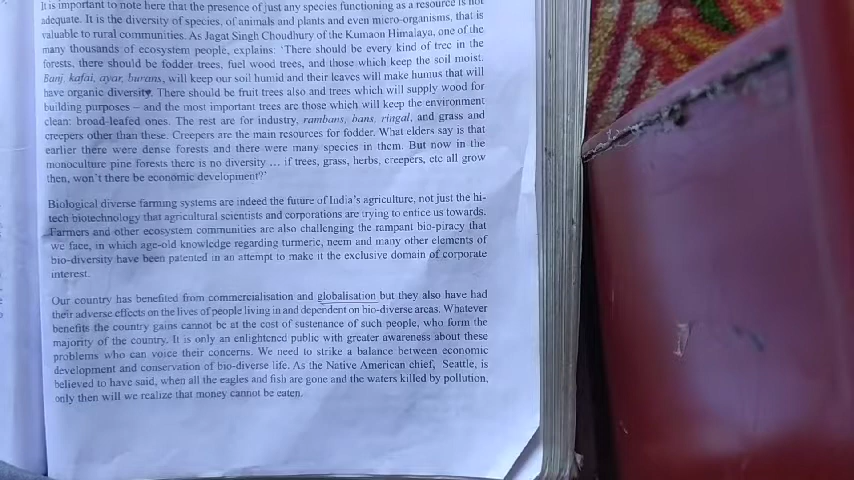 It is important to note here that the presence of just any species functioning as a resource is not
adequate. It is the diversity of species, of animals and plants and even micro-organisms, that is
valuable to rural communities. As Jagat Singh Choudhury of the Kumaon Himalaya, one of the
many thousands of ecosystem people, explains: 'There should be every kind of tree in the
forests, there should be fodder trees, fuel wood trees, and those which keep the soil moist.
Banj, kafai, ayar, burans, will keep our soil humid and their leaves will make humus that will
have organic diversity. There should be fruit trees also and trees which will supply wood for
building purposes – and the most important trees are those which will keep the environment
clean: broad-leafed ones. The rest are for industry, rambans, bans, ringal, and grass and
creepers other than these. Creepers are the main resources for fodder. What elders say is that
earlier there were dense forests and there were many species in them. But now in the
monoculture pine forests there is no diversity ... if trees, grass, herbs, creepers, etc all grow
then, won't there be economic development?'
Biological diverse farming systems are indeed the future of India's agriculture, not just the hi-
tech biotechnology that agricultural scientists and corporations are trying to entice us towards.
Farmers and other ecosystem communities are also challenging the rampant bio-piracy that
we face, in which age-old knowledge regarding turmeric, neem and many other elements of
bio-diversity have been patented in an attempt to make it the exclusive domain of corporate
interest.
Our country has benefited from commercialisation and globalisation but they also have had
their adverse effects on the lives of people living in and dependent on bio-diverse areas. Whatever
benefits the country gains cannot be at the cost of sustenance of such people, who form the
majority of the country. It is only an enlightened public with greater awareness about these
problems who can voice their concerns. We need to strike a balance between economic
development and conservation of bio-diverse life. As the Native American chief, Seattle, is
believed to have said, when all the eagles and fish are gone and the waters killed by pollution,
only then will we realize that money cannot be eaten.